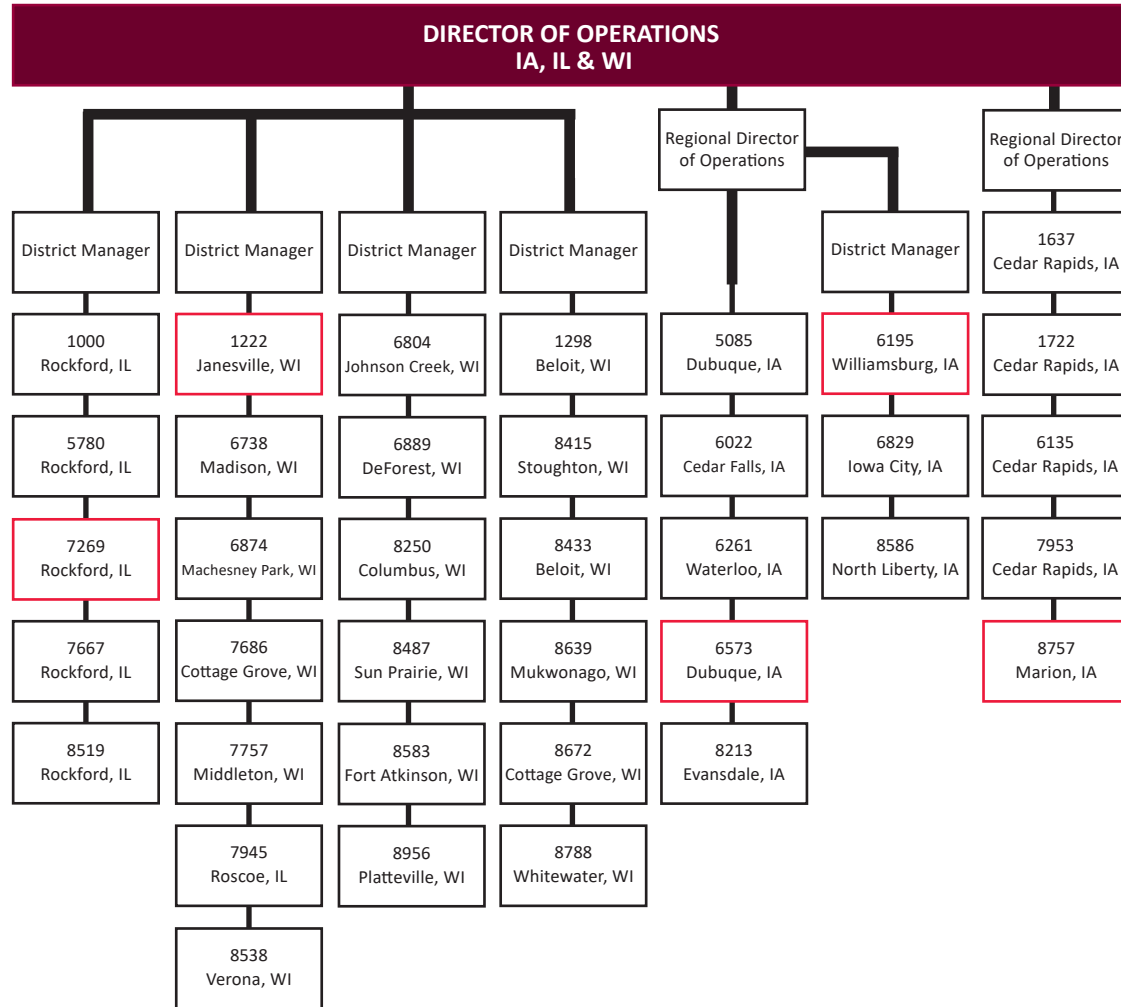 DIRECTOR OF OPERATIONS
IA, IL & WI
Regional Director
of Operations
Regional Director
of Operations
District Manager
District Manager
District Manager
District Manager
District Manager
1637
Cedar Rapids, IA
1000
Rockford, IL
1222
Janesville, WI
6804
Johnson Creek, WI
1298
Beloit, WI
5085
Dubuque, IA
6195
Williamsburg, IA
1722
Cedar Rapids, IA
5780
Rockford, IL
6738
Madison, WI
6889
DeForest, WI
8415
Stoughton, WI
6022
Cedar Falls, IA
6829
Iowa City, IA
6135
Cedar Rapids, IA
7269
Rockford, IL
6874
Machesney Park, WI
8250
Columbus, WI
8433
Beloit, WI
6261
Waterloo, IA
8586
North Liberty, IA
7953
Cedar Rapids, IA
7667
Rockford, IL
7686
Cottage Grove, WI
8487
Sun Prairie, WI
8639
Mukwonago, WI
6573
Dubuque, IA
8757
Marion, IA
8519
Rockford, IL
7757
Middleton, WI
8583
Fort Atkinson, WI
8672
Cottage Grove, WI
8213
Evansdale, IA
7945
Roscoe, IL
8956
Platteville, WI
8788
Whitewater, WI
8538
Verona, WI